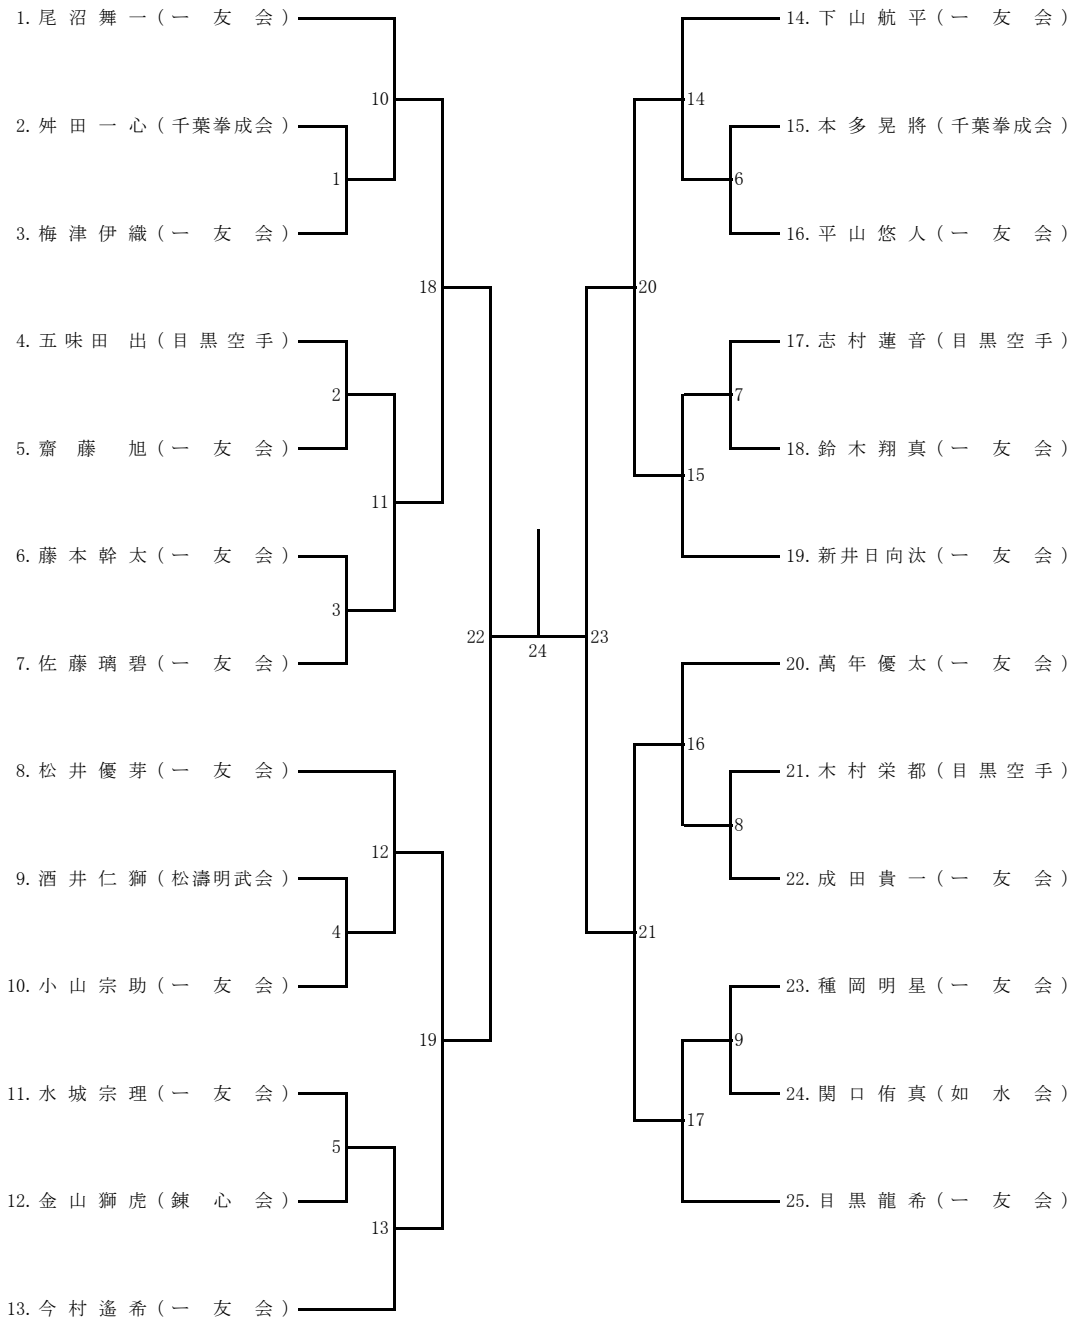 1. 尾沼舞一(一友会)
2. 舛田一心(千葉拳成会)
3. 梅津伊織(一友会)
4. 五味田 出(目黒空手)
5. 齋藤 旭(一友会)
6. 藤本幹太(一友会)
7. 佐藤璃碧(一友会)
8. 松井優芽(一友会)
9. 酒井仁獅(松濤明武会)
10. 小山宗助(一友会)
11. 水城宗理(一友会)
12. 金山獅虎(錬心会)
13. 今村遙希(一友会)
1
2
3
4
5
10
11
12
13
18
19
22
24
23
20
21
14
15
16
17
6
7
8
9
14. 下山航平(一友会)
15. 本多晃將(千葉拳成会)
16. 平山悠人(一友会)
17. 志村蓮音(目黒空手)
18. 鈴木翔真(一友会)
19. 新井日向汰(一友会)
20. 萬年優太(一友会)
21. 木村栄都(目黒空手)
22. 成田貴一(一友会)
23. 種岡明星(一友会)
24. 関口侑真(如水会)
25. 目黒龍希(一友会)